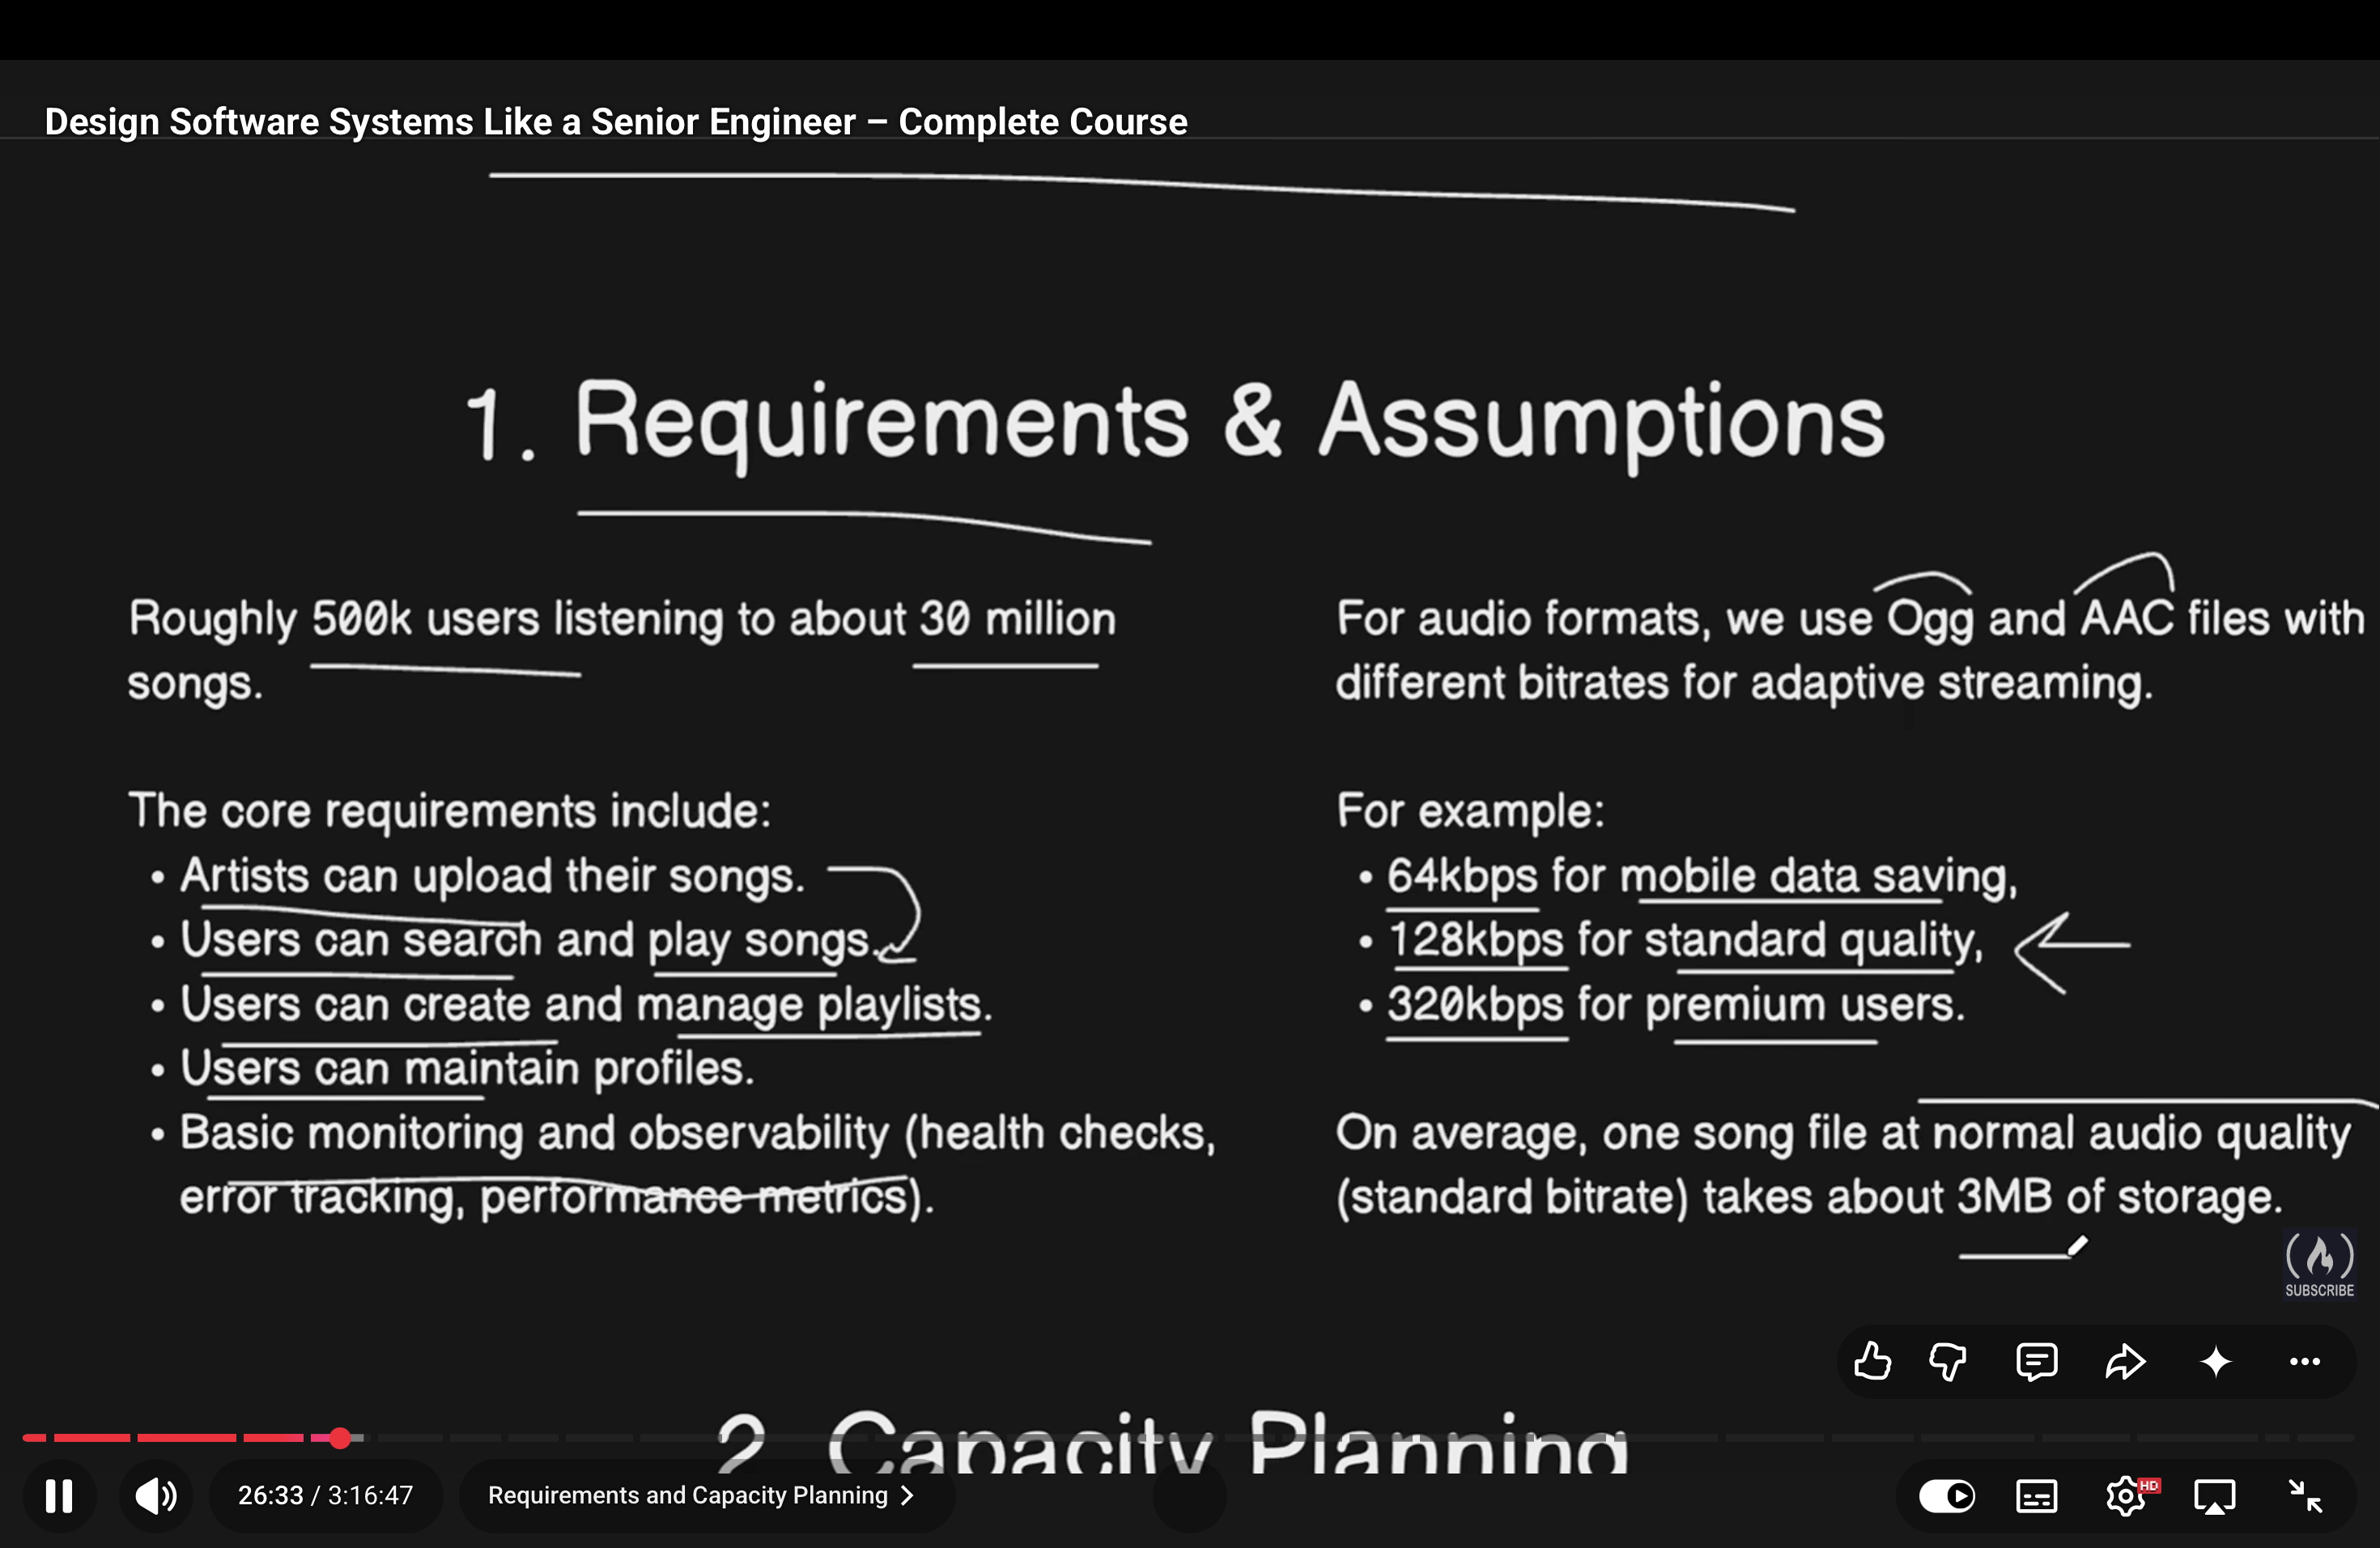 Design Software Systems Like a Senior Engineer – Complete Course
1. Requirements & Assumptions
Roughly 500k users listening to about 30 million
songs.
The core requirements include:
• Artists can upload their songs.
• Users can search and play songs.
• Users can create and manage playlists.
• Users can maintain profiles.
• Basic monitoring and observability (health checks,
error tracking, performance metrics).
For audio formats, we use Ogg and AAC files with
different bitrates for adaptive streaming.
For example:
• 64kbps for mobile data saving,
• 128kbps for standard quality,
• 320kbps for premium users.
On average, one song file at normal audio quality
(standard bitrate) takes about 3MB of storage.
SUBSCRIBE
2. Capacity Planning
26:33 / 3:16:47
Requirements and Capacity Planning
HD